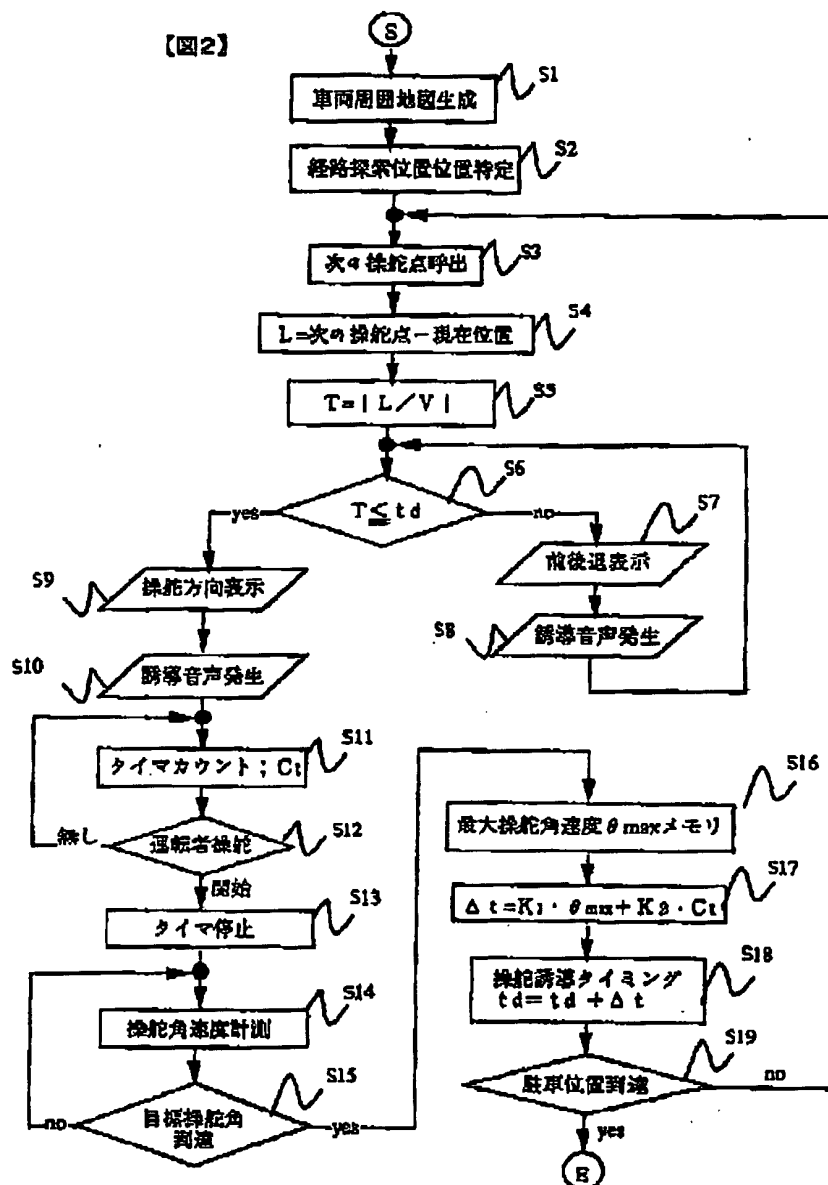 【図2】
S
S1
車両周囲地図生成
S2
経路探索位置位置特定
S3
次の操舵点呼出
S4
L=次の操舵点-現在位置
S5
T=|L/V|
S6
T≦td
yes
no
S7
前後退表示
S8
誘導音声発生
S9
操舵方向表示
S10
誘導音声発生
S11
タイマカウント;Ct
S12
運転者操舵
無し
開始
S13
タイマ停止
S14
操舵角速度計測
S15
目標操舵角
到達
no
yes
S16
最大操舵角速度θmaxメモリ
S17
Δt=K1・θmax+K2・Ct
S18
操舵誘導タイミング
td=td+Δt
S19
駐車位置到達
no
yes
E